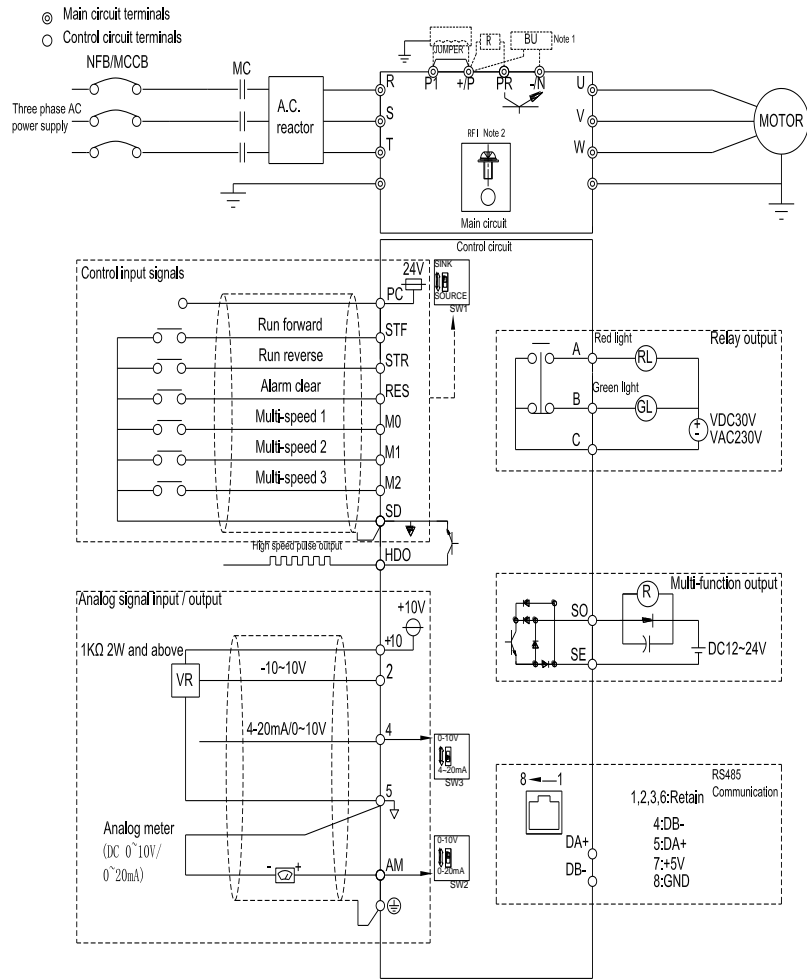 Main circuit terminals
Control circuit terminals
NFB/MCCB
MC
Three phase AC
power supply
A.C.
reactor
JUMPER
R
BU
Note 1
P1
+/P
PR
-/N
R
S
T
U
V
W
MOTOR
RFI Note 2
Main circuit
Control circuit
Control input signals
24V
PC
SINK
SOURCE
SW1
Run forward
STF
Run reverse
STR
Alarm clear
RES
Multi-speed 1
M0
Multi-speed 2
M1
Multi-speed 3
M2
SD
High speed pulse output
HDO
Relay output
Red light
A
RL
Green light
B
GL
C
+
-
VDC30V
VAC230V
Multi-function output
SO
R
SE
DC12~24V
Analog signal input / output
+10V
1KΩ 2W and above
+10
VR
-10~10V
2
4-20mA/0~10V
4
0-10V
4~20mA
SW3
5
Analog meter
(DC 0~10V/
0~20mA)
-
+
AM
0-10V
0-20mA
SW2
RS485
Communication
8
1
1,2,3,6:Retain
4:DB-
5:DA+
7:+5V
8:GND
DA+
DB-